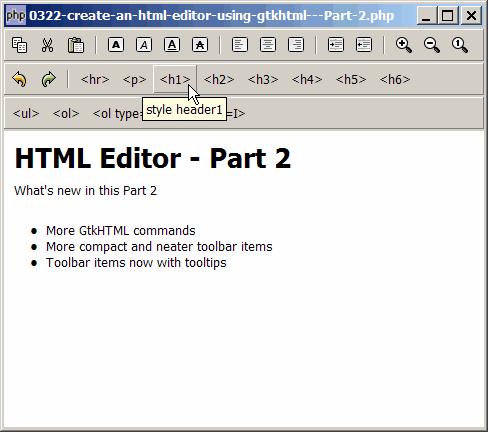 php 0322-create-an-html-editor-using-gtkhtml---Part-2.php
A A A A 1
<hr> <p> <h1> <h2> <h3> <h4> <h5> <h6>
<ul> <ol> <ol type= =I>
style header1
HTML Editor - Part 2
What's new in this Part 2
• More GtkHTML commands
• More compact and neater toolbar items
• Toolbar items now with tooltips